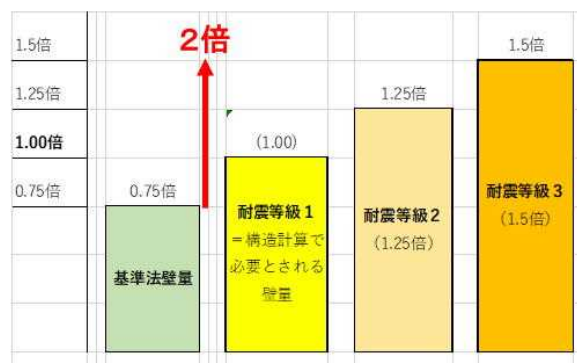 1.5倍
1.25倍
1.00倍
0.75倍
2倍
0.75倍
基準法壁量
(1.00)
耐震等級1
=構造計算で
必要とされる
壁量
1.25倍
耐震等級2
(1.25倍)
1.5倍
耐震等級3
(1.5倍)